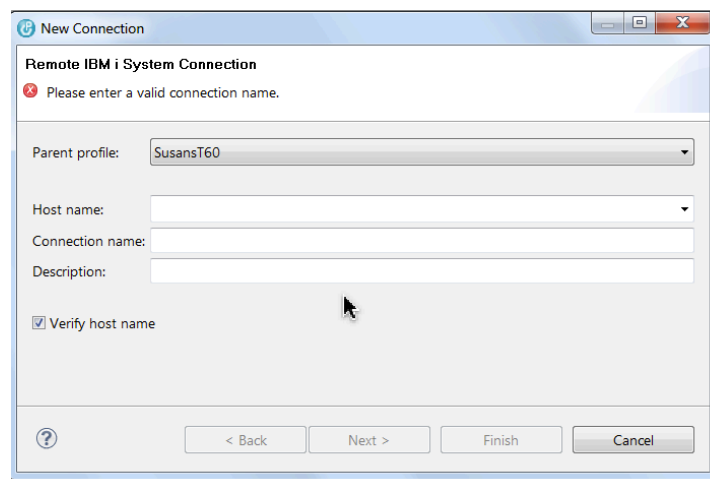 New Connection
Remote IBM i System Connection
Please enter a valid connection name.
Parent profile: SusansT60
Host name:
Connection name:
Description:
Verify host name
? < Back Next > Finish Cancel